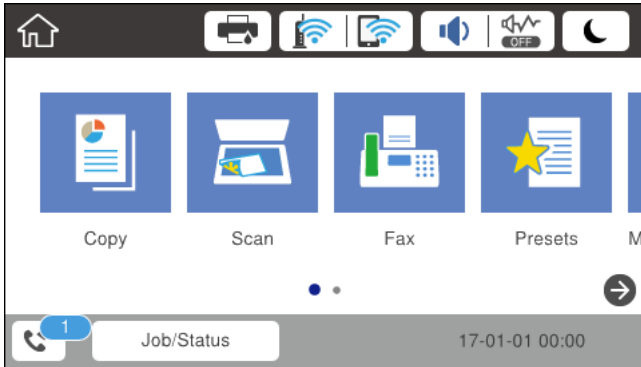 OFF
Copy
Scan
Fax
Presets
M
1
Job/Status
17-01-01 00:00